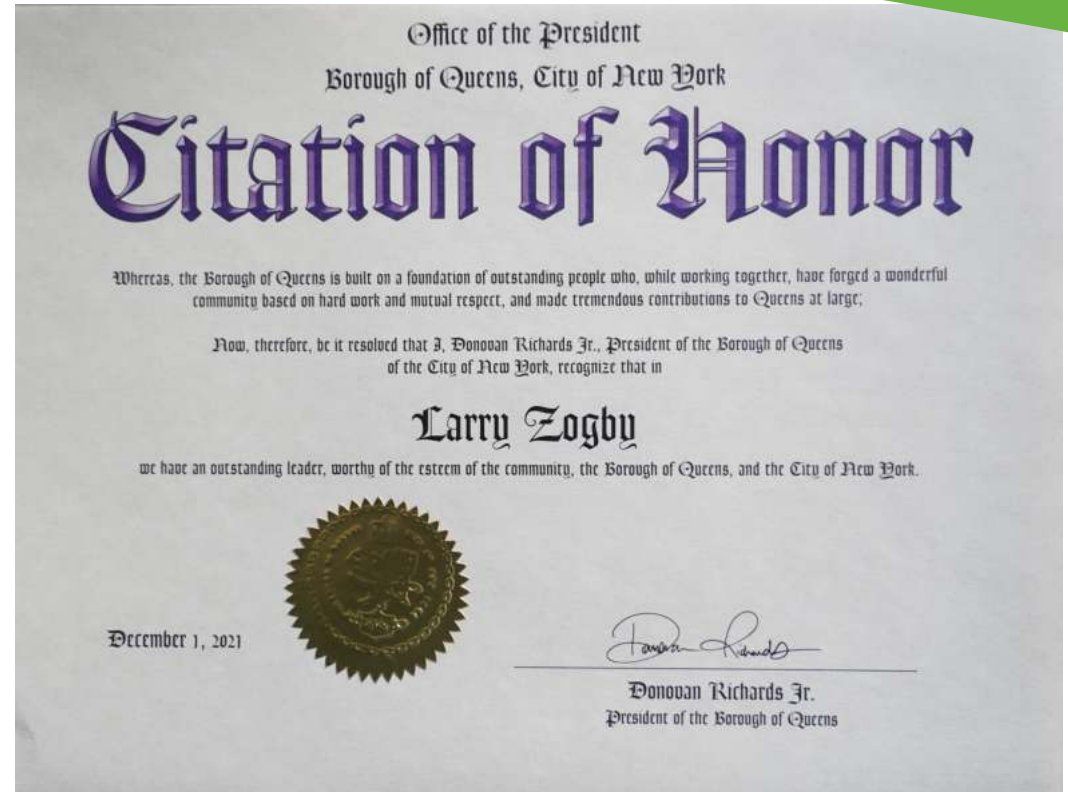 Office of the President
Borough of Queens, City of New York
Citation of Honor
Whereas, the Borough of Queens is built on a foundation of outstanding people who, while working together, have forged a wonderful
community based on hard work and mutual respect, and made tremendous contributions to Queens at large;
Now, therefore, be it resolved that I, Donovan Richards Jr., President of the Borough of Queens
of the City of New York, recognize that in
Larry Zogby
we have an outstanding leader, worthy of the esteem of the community, the Borough of Queens, and the City of New York.
December 1, 2021
Donovan Richards
Donovan Richards Jr.
President of the Borough of Queens